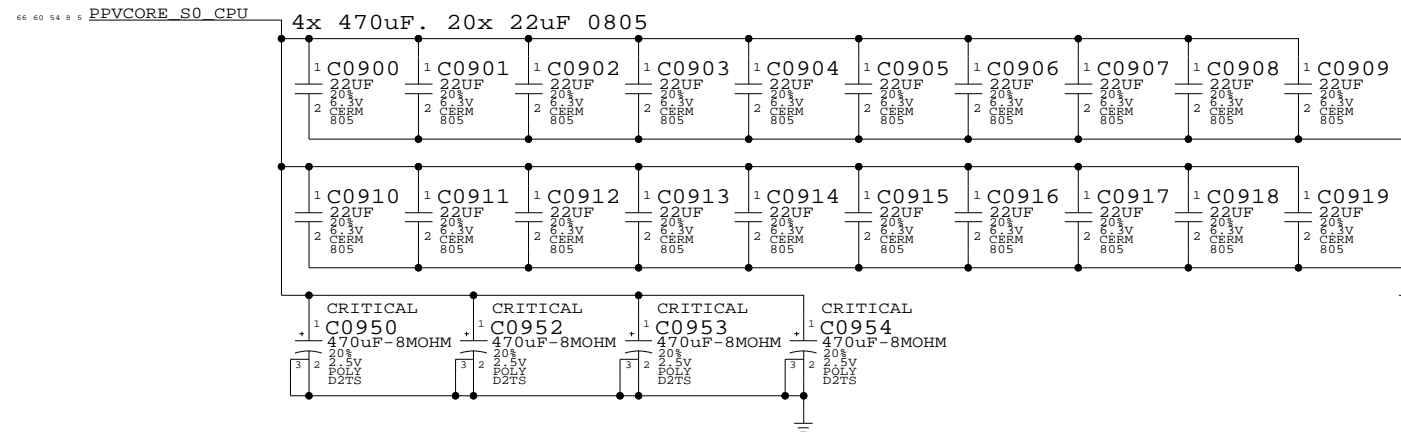 66 60 54 8 5 PPVCORE_S0_CPU
4x 470uF. 20x 22uF 0805
1 C0900 1 C0901 1 C0902 1 C0903 1 C0904 1 C0905 1 C0906 1 C0907 1 C0908 1 C0909
22UF 22UF 22UF 22UF 22UF 22UF 22UF 22UF 22UF 22UF
20% 20% 20% 20% 20% 20% 20% 20% 20% 20%
2 6.3V 2 6.3V 2 6.3V 2 6.3V 2 6.3V 2 6.3V 2 6.3V 2 6.3V 2 6.3V 2 6.3V
CERM CERM CERM CERM CERM CERM CERM CERM CERM CERM
805 805 805 805 805 805 805 805 805 805
1 C0910 1 C0911 1 C0912 1 C0913 1 C0914 1 C0915 1 C0916 1 C0917 1 C0918 1 C0919
22UF 22UF 22UF 22UF 22UF 22UF 22UF 22UF 22UF 22UF
20% 20% 20% 20% 20% 20% 20% 20% 20% 20%
2 6.3V 2 6.3V 2 6.3V 2 6.3V 2 6.3V 2 6.3V 2 6.3V 2 6.3V 2 6.3V 2 6.3V
CERM CERM CERM CERM CERM CERM CERM CERM CERM CERM
805 805 805 805 805 805 805 805 805 805
CRITICAL CRITICAL CRITICAL CRITICAL
+ 1 C0950 + 1 C0952 + 1 C0953 + 1 C0954
470uF-8MOHM 470uF-8MOHM 470uF-8MOHM 470uF-8MOHM
20% 20% 20% 20%
3 2 2.5V 3 2 2.5V 3 2 2.5V 3 2 2.5V
POLY POLY POLY POLY
D2TS D2TS D2TS D2TS